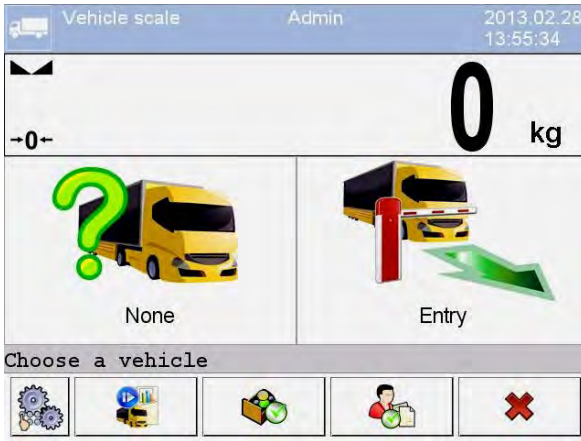 Vehicle scale Admin 2013.02.28
13:55:34
→0←
0 kg
None Entry
Choose a vehicle